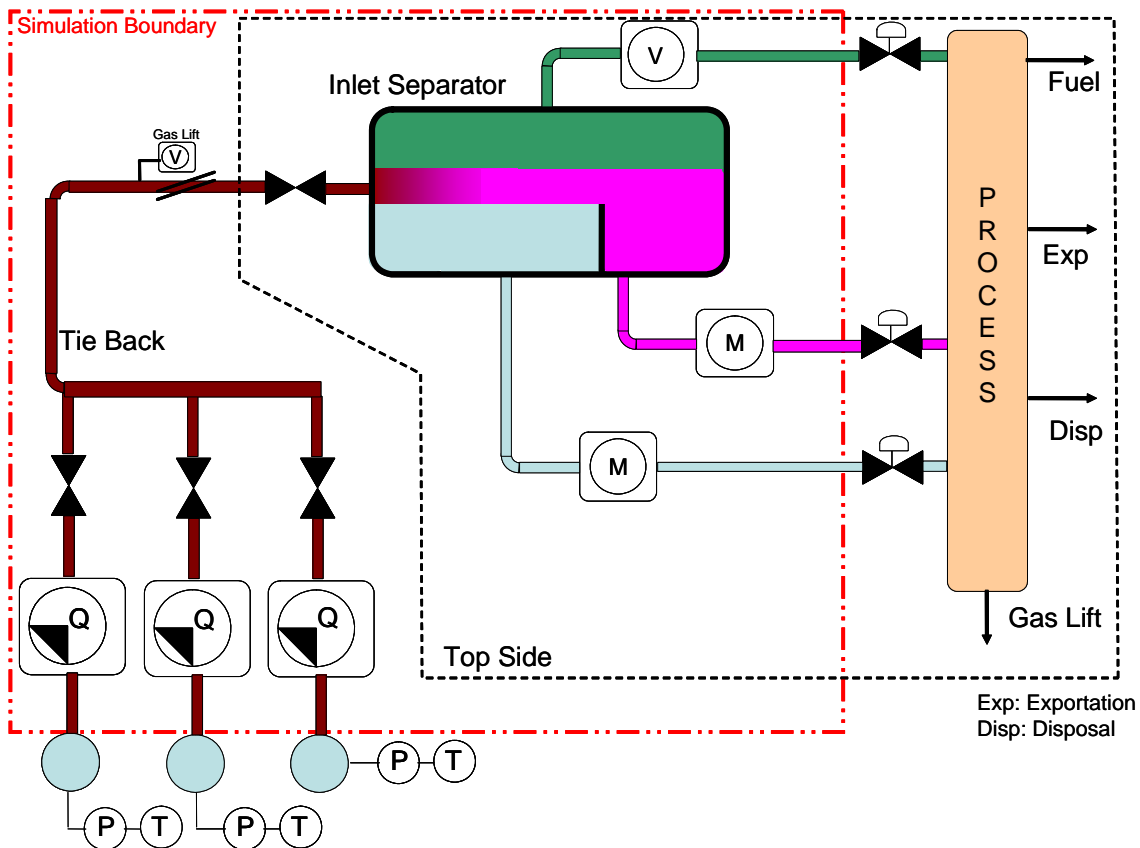 Simulation Boundary
V
Fuel
Inlet Separator
Gas Lift
V
PROCESS
Exp
Tie Back
M
Disp
M
Q
Q
Q
Gas Lift
Top Side
Exp: Exportation
Disp: Disposal
P
T
P
T
P
T